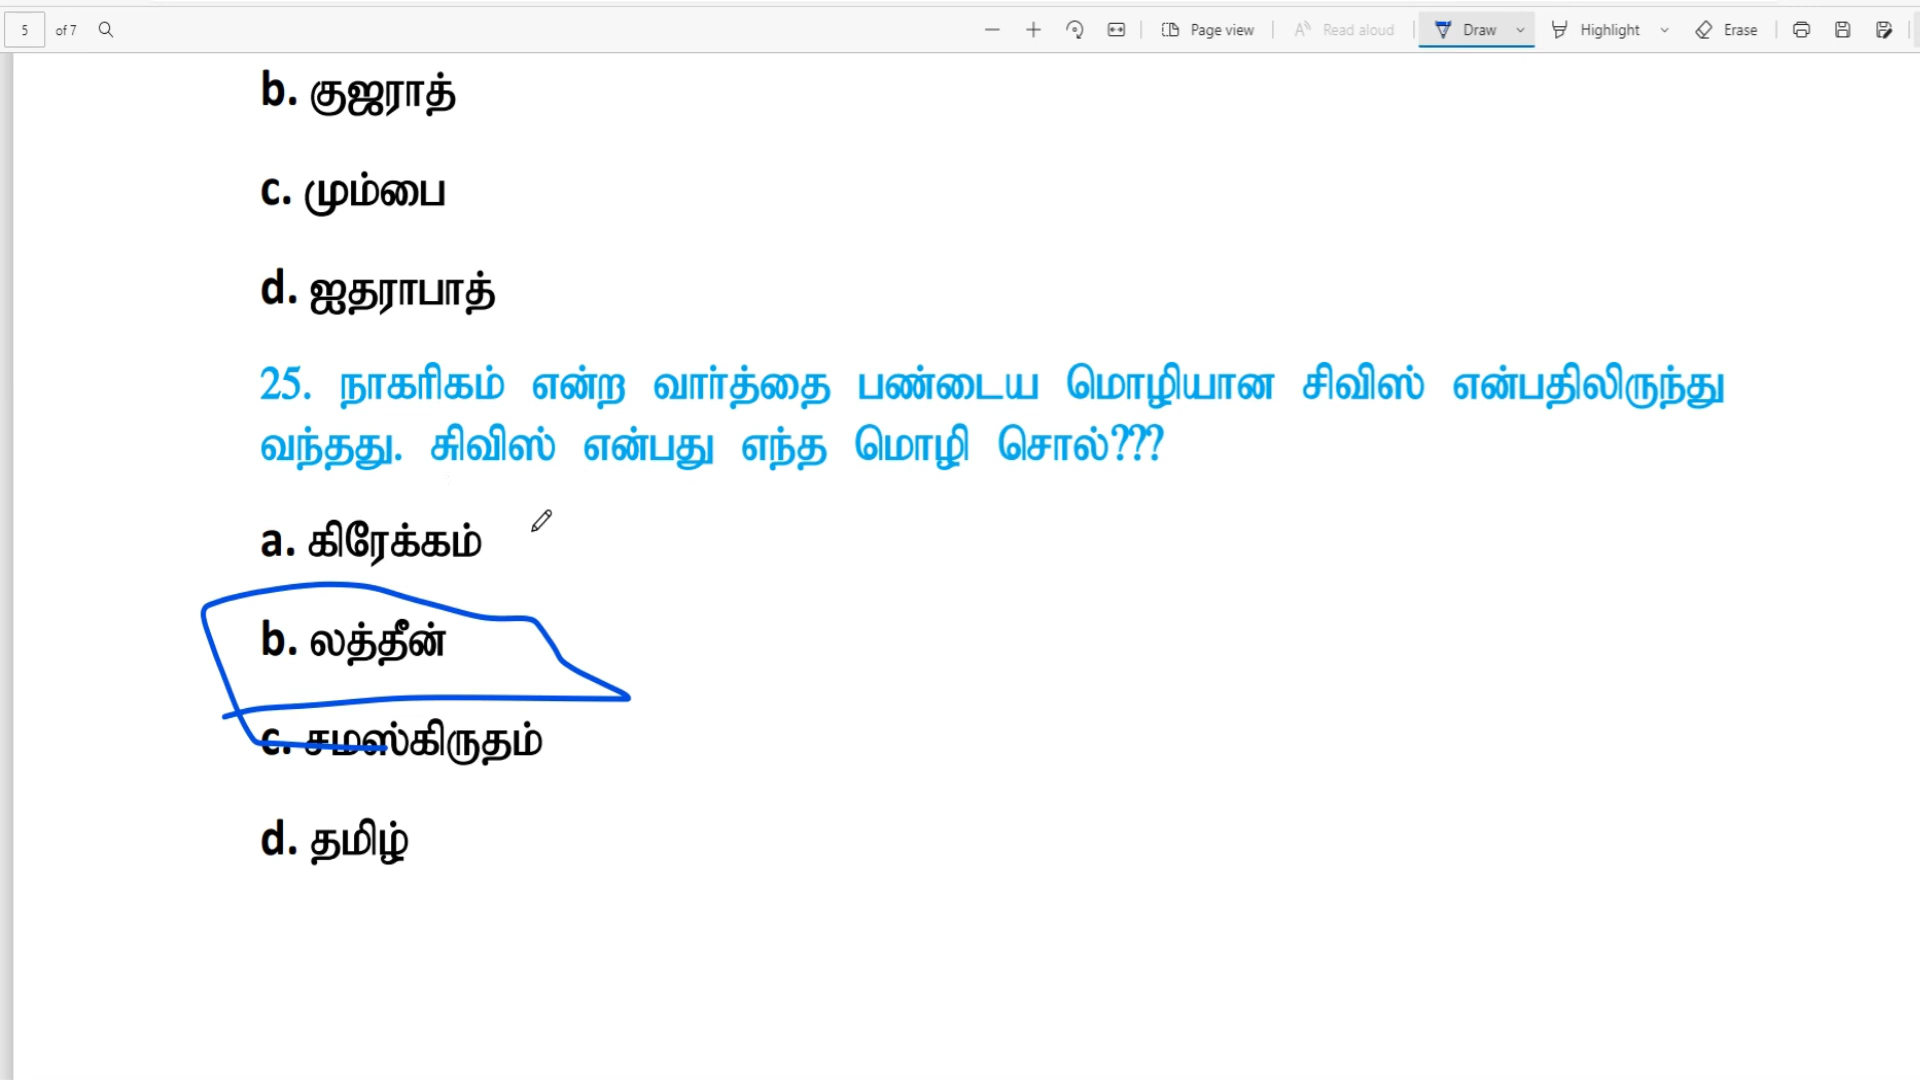 5 of 7 Page view Read aloud Draw Highlight Erase
b. குஜராத்
c. மும்பை
d. ஐதராபாத்
25. நாகரிகம் என்ற வார்த்தை பண்டைய மொழியான சிவிஸ் என்பதிலிருந்து
வந்தது. சிவிஸ் என்பது எந்த மொழி சொல்???
a. கிரேக்கம்
b. லத்தீன்
c. சமஸ்கிருதம்
d. தமிழ்